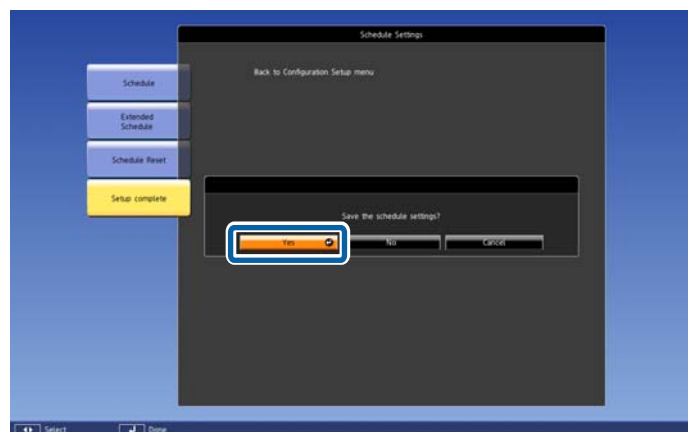 Schedule Settings
Back to Configuration Setup menu
Schedule
Extended
Schedule
Schedule Reset
Setup complete
Save the schedule settings?
Yes
No
Cancel
Select
Done